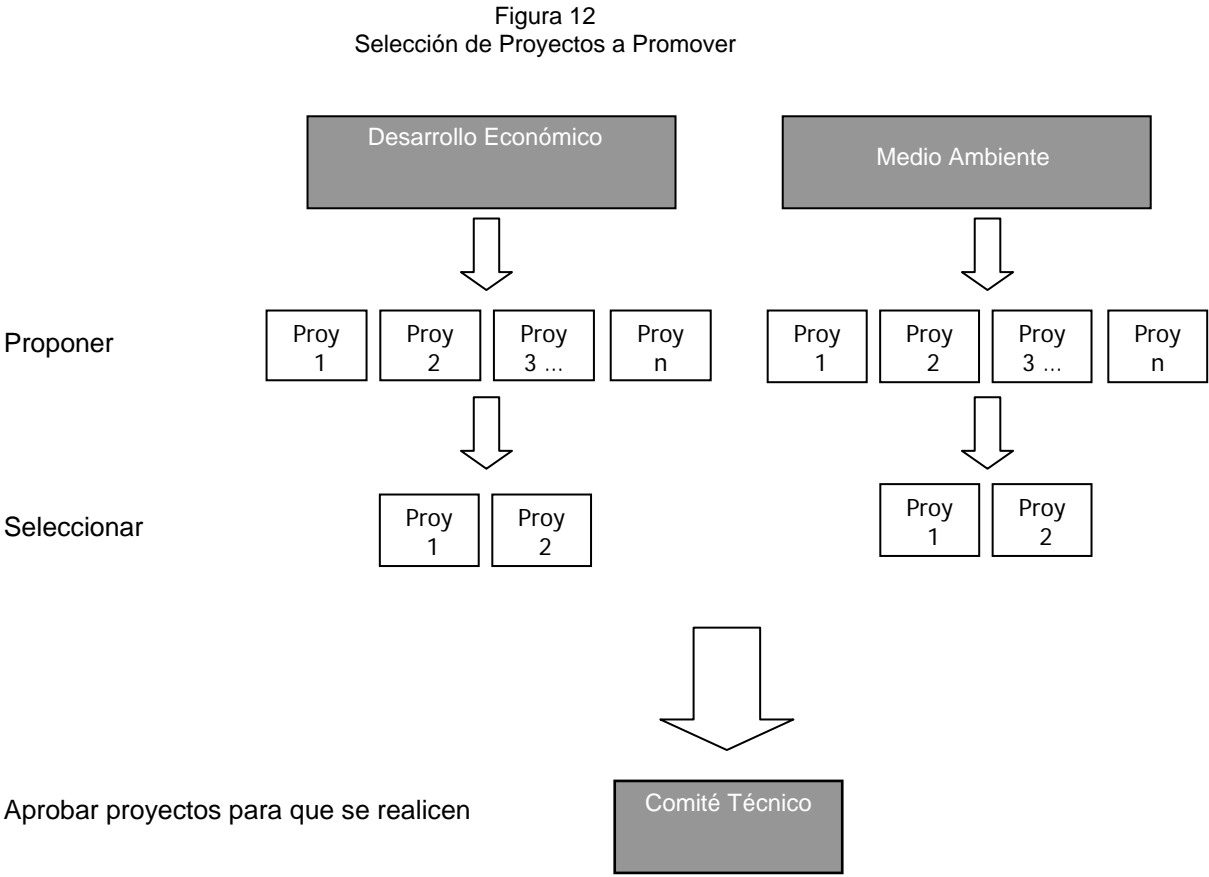 Figura 12
Selección de Proyectos a Promover
Desarrollo Económico
Medio Ambiente
Proponer
Proy
1
Proy
2
Proy
3 ...
Proy
n
Proy
1
Proy
2
Proy
3 ...
Proy
n
Seleccionar
Proy
1
Proy
2
Proy
1
Proy
2
Aprobar proyectos para que se realicen
Comité Técnico